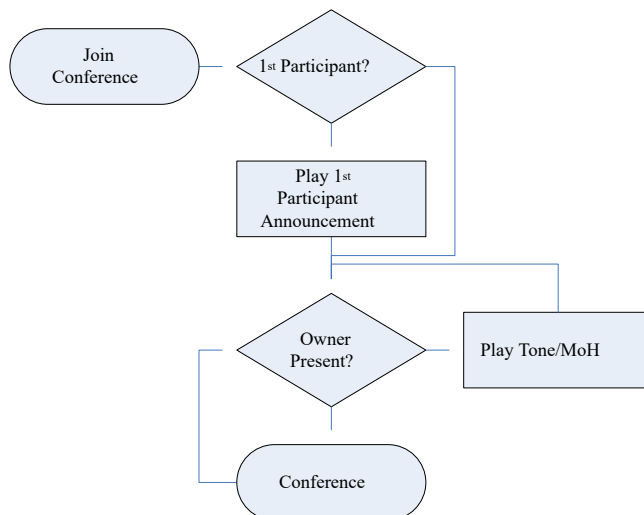 Join
Conference
1st Participant?
Play 1st
Participant
Announcement
Owner
Present?
Play Tone/MoH
Conference